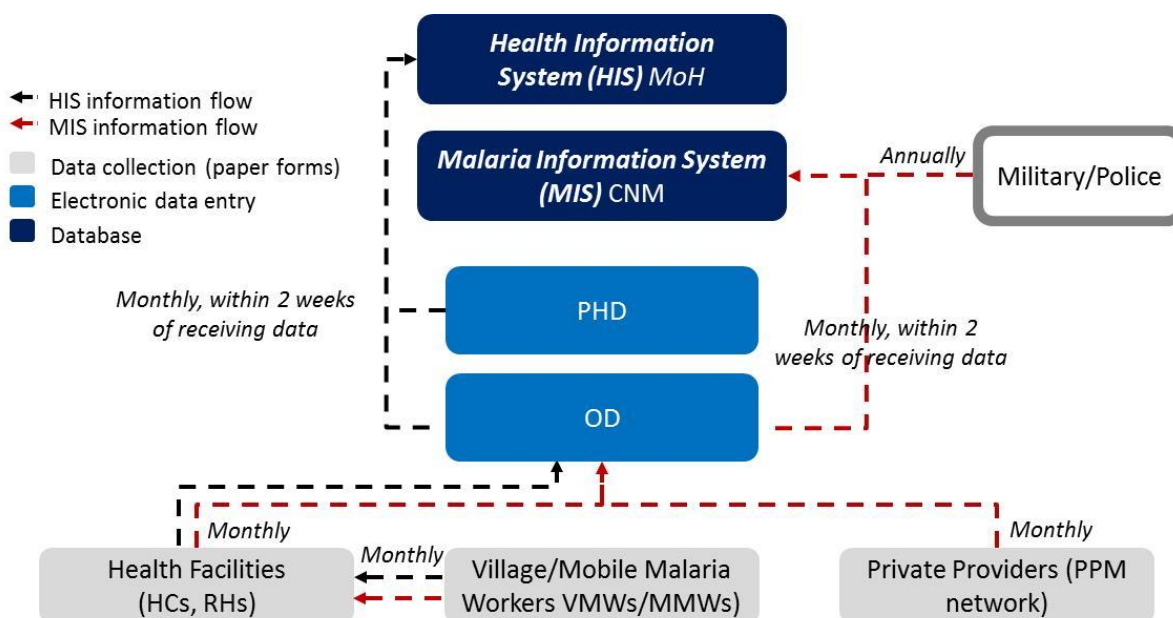 Health Information
System (HIS) MoH
HIS information flow
MIS information flow
Data collection (paper forms)
Electronic data entry
Database
Malaria Information System
(MIS) CNM
Annually
Military/Police
Monthly, within 2 weeks
of receiving data
PHD
Monthly, within 2
weeks of receiving data
OD
Monthly
Monthly
Monthly
Health Facilities
(HCs, RHs)
Village/Mobile Malaria
Workers VMWs/MMWs)
Private Providers (PPM
network)